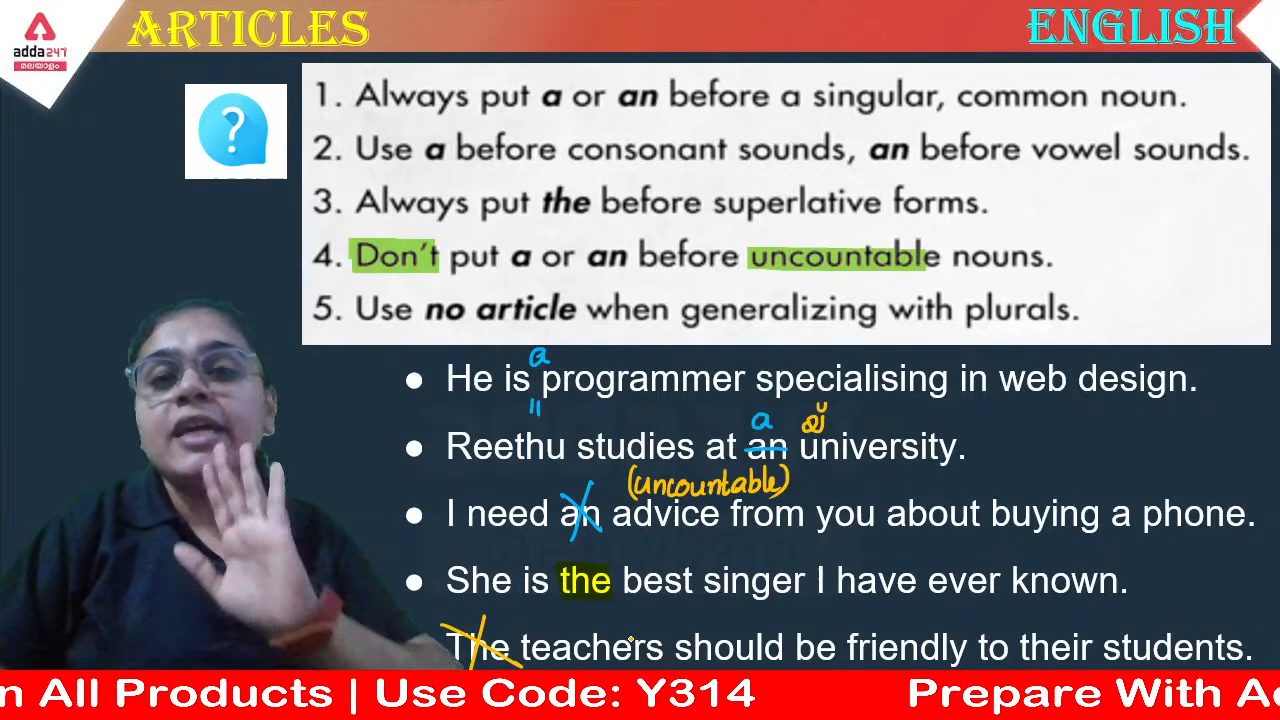 ARTICLES
ENGLISH
adda247
മലയാളം
?
1. Always put a or an before a singular, common noun.
2. Use a before consonant sounds, an before vowel sounds.
3. Always put the before superlative forms.
4. Don't put a or an before uncountable nouns.
5. Use no article when generalizing with plurals.
a
● He is programmer specialising in web design.
a യ്
● Reethu studies at an university.
(uncountable)
● I need an advice from you about buying a phone.
● She is the best singer I have ever known.
The teachers should be friendly to their students.
n All Products | Use Code: Y314 Prepare With Ad